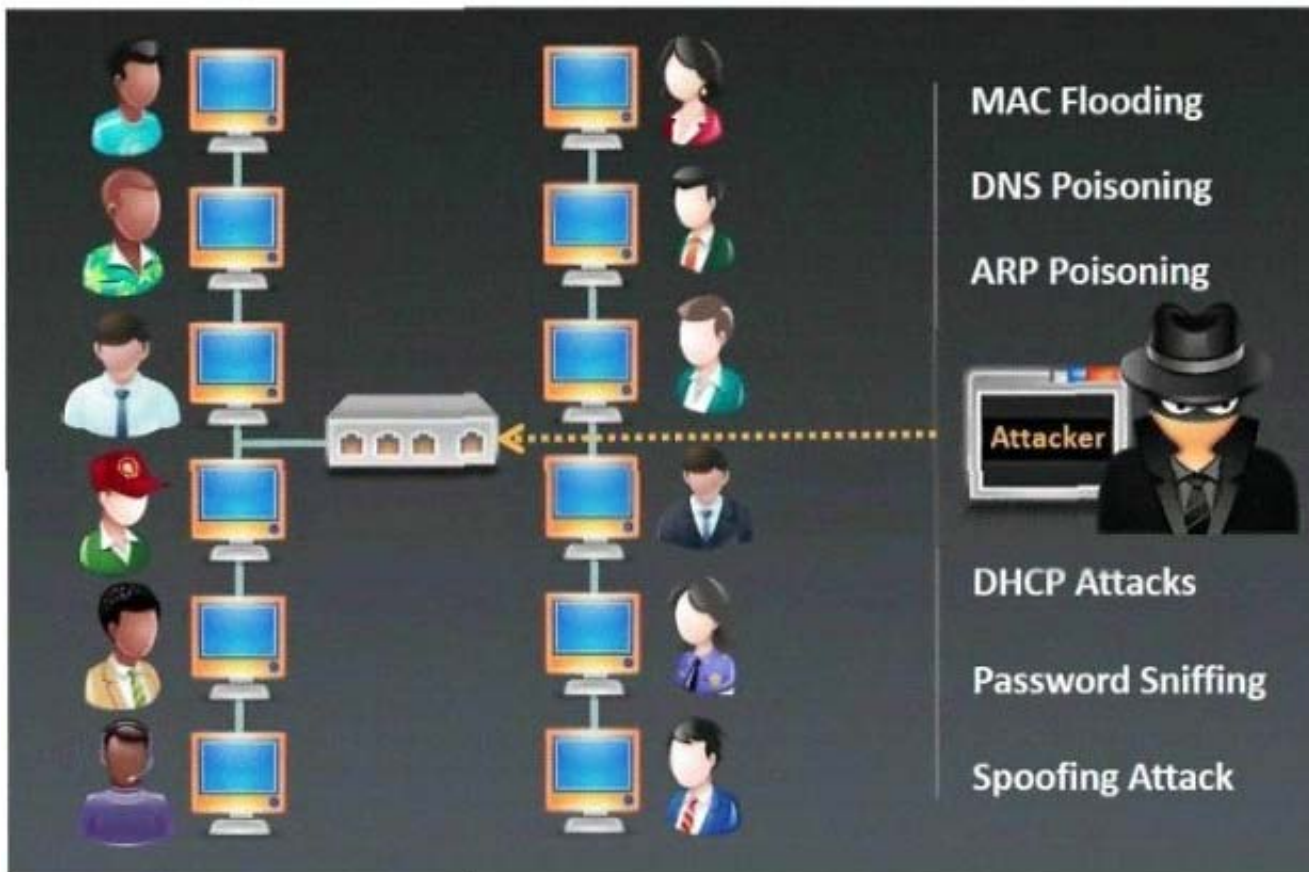 MAC Flooding
DNS Poisoning
ARP Poisoning
Attacker
DHCP Attacks
Password Sniffing
Spoofing Attack